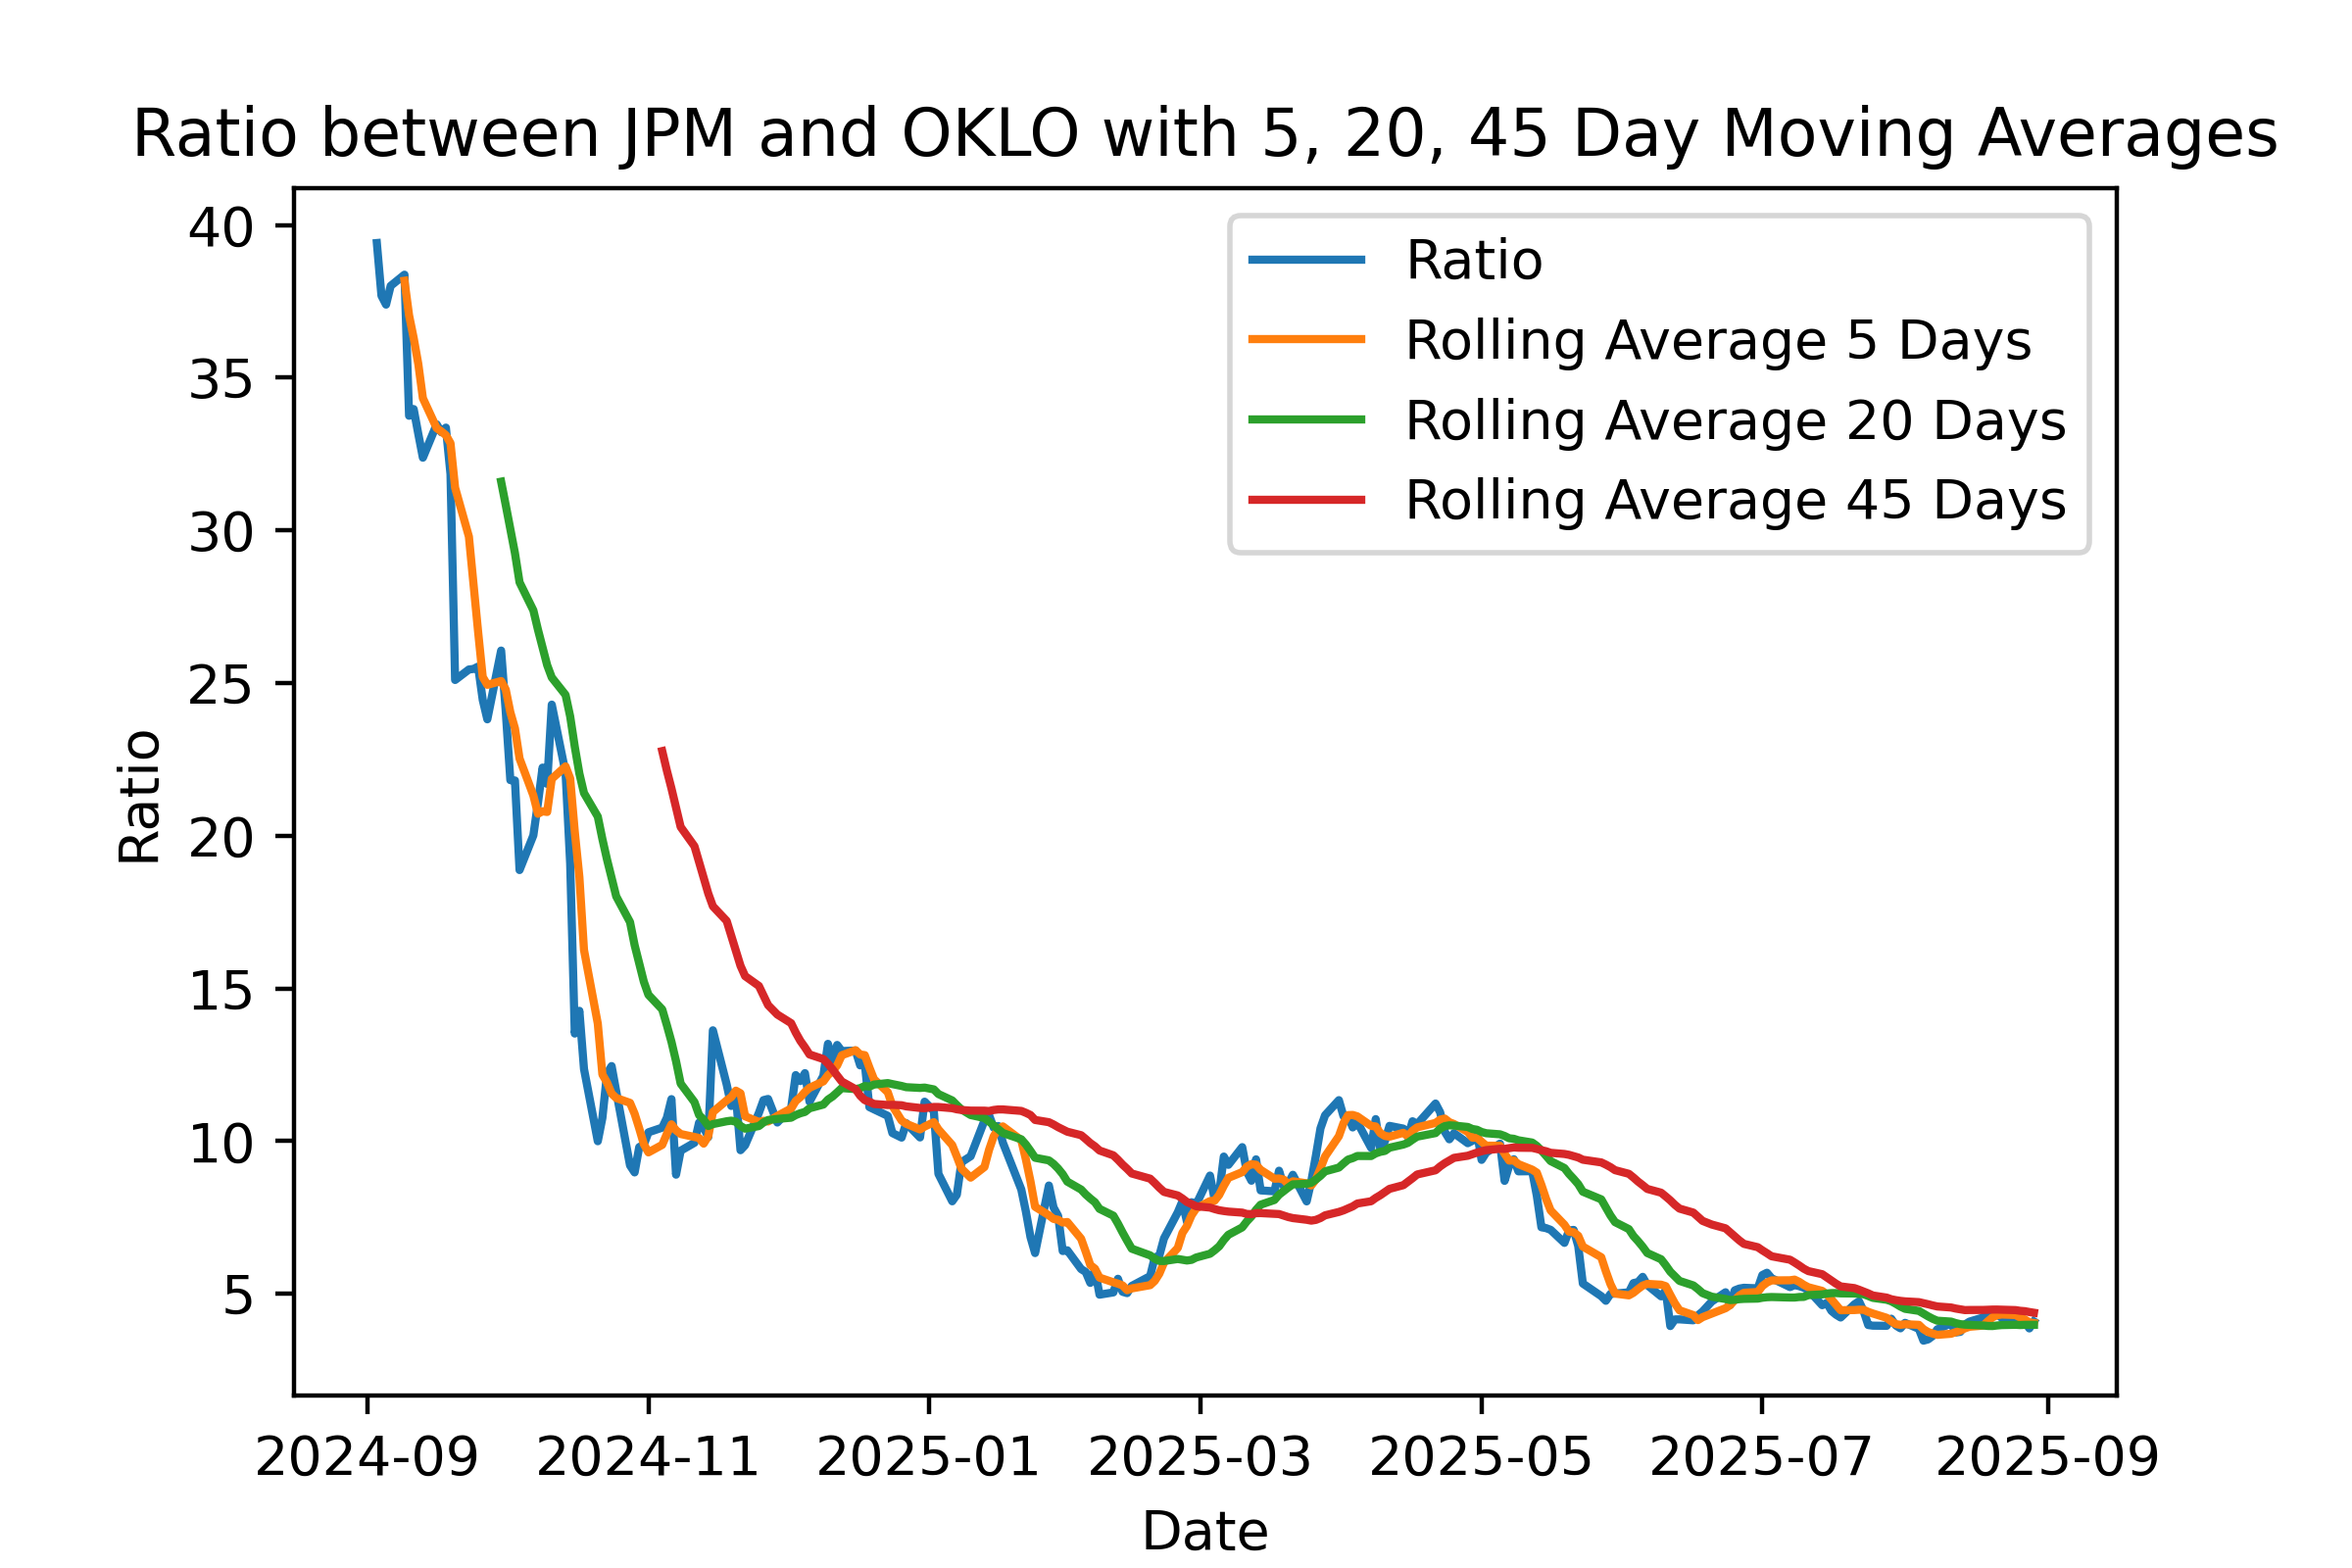 Ratio between JPM and OKLO with 5, 20, 45 Day Moving Averages
Ratio
Rolling Average 5 Days
Rolling Average 20 Days
Rolling Average 45 Days
40
35
30
25
20
15
10
5
Ratio
2024-09 2024-11 2025-01 2025-03 2025-05 2025-07 2025-09
Date